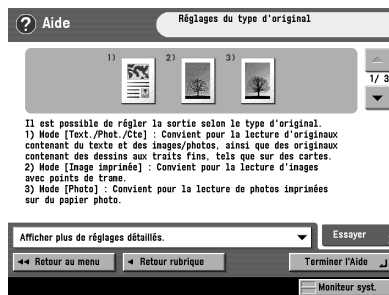 ? Aide
Réglages du type d'original
1) 2) 3)
1/ 3
Il est possible de régler la sortie selon le type d'original.
1) Mode [Text./Phot./Cte] : Convient pour la lecture d'originaux
contenant du texte et des images/photos, ainsi que des originaux
contenant des dessins aux traits fins, tels que sur des cartes.
2) Mode [Image imprimée] : Convient pour la lecture d'images
avec points de trame.
3) Mode [Photo] : Convient pour la lecture de photos imprimées
sur du papier photo.
Afficher plus de réglages détaillés.
Essayer
Retour au menu
Retour rubrique
Terminer l'Aide
Moniteur syst.